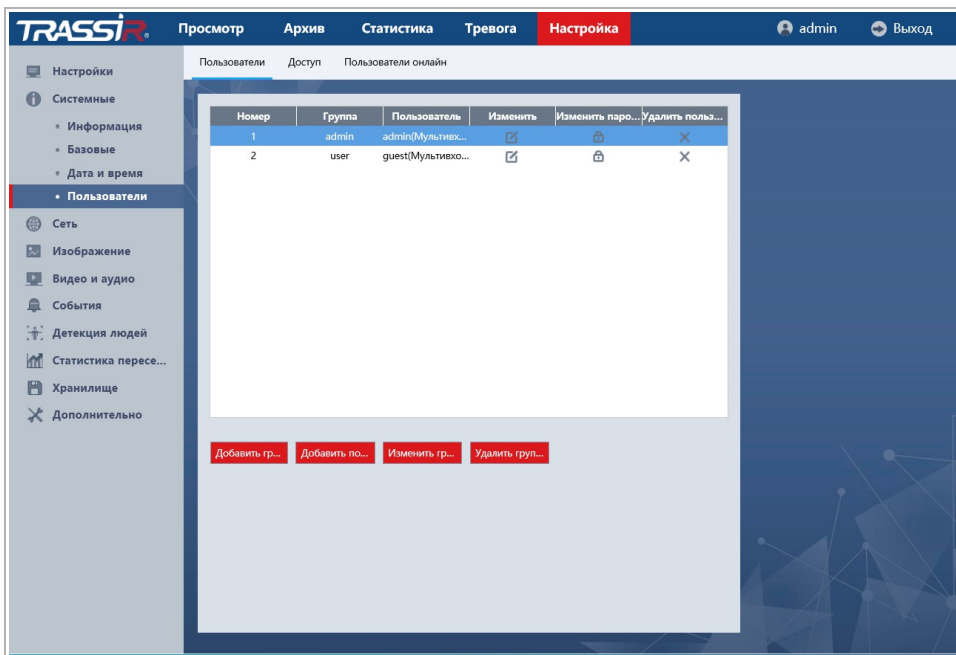 TRASSIR®
Просмотр Архив Статистика Тревога Настройка admin Выход
Пользователи Доступ Пользователи онлайн
Настройки
Системные
Информация
Базовые
Дата и время
Пользователи
Сеть
Изображение
Видео и аудио
События
Детекция людей
Статистика пересе...
Хранилище
Дополнительно
Номер Группа Пользователь Изменить Изменить паро... Удалить польз...
1 admin admin(Мультивх...
2 user guest(Мультивхо...
Добавить гр... Добавить по... Изменить гр... Удалить груп...